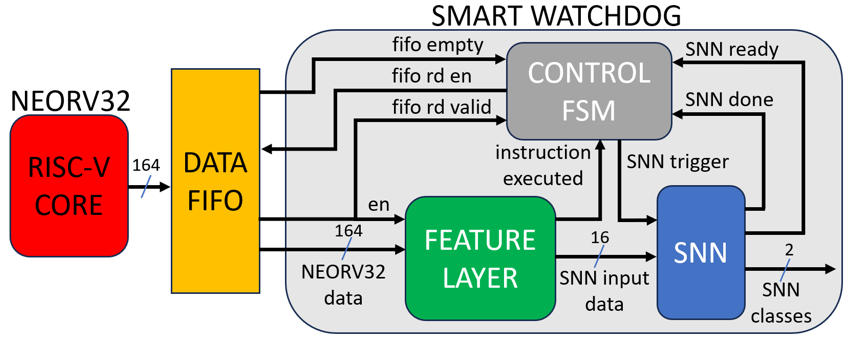 SMART WATCHDOG
fifo empty
SNN ready
CONTROL
FSM
fifo rd en
NEORV32
SNN done
fifo rd valid
RISC-V
CORE
164
DATA
FIFO
instruction
executed
SNN trigger
en
164
FEATURE
LAYER
16
SNN
2
NEORV32
data
SNN input
data
SNN
classes